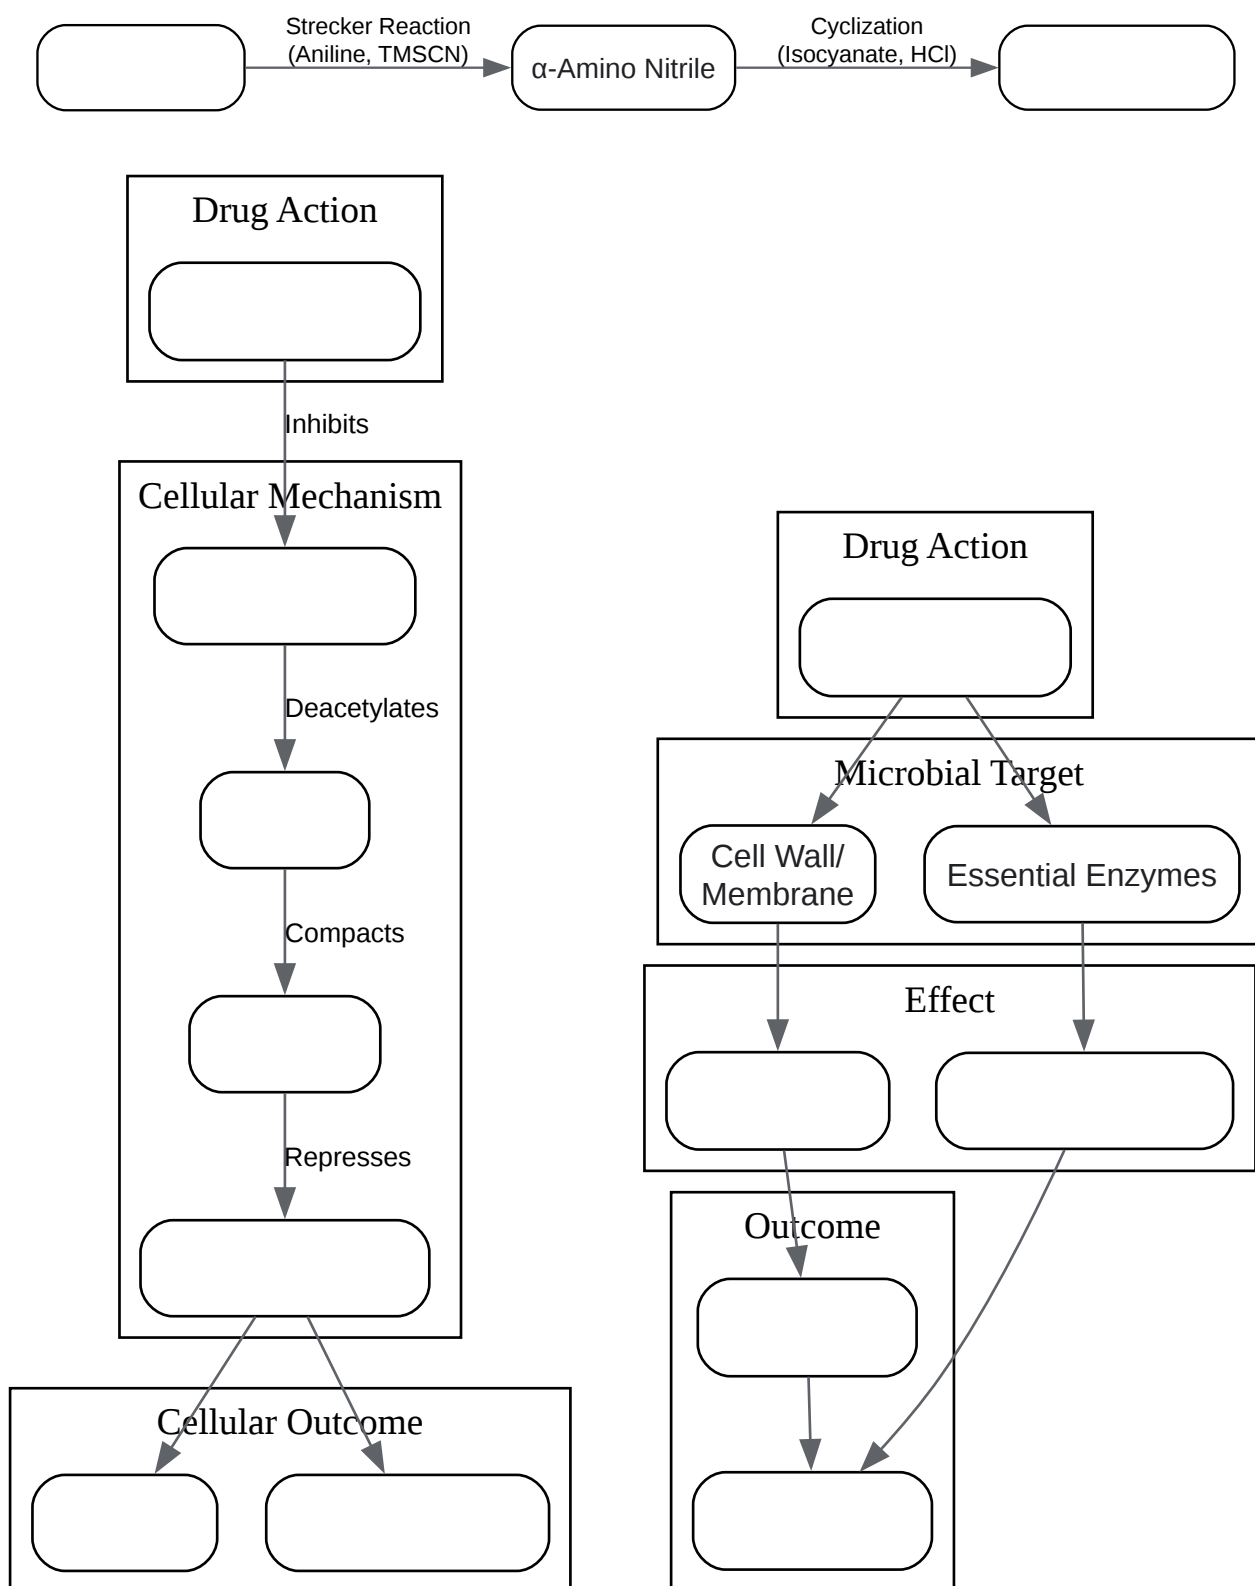 Strecker Reaction
(Aniline, TMSCN)
α-Amino Nitrile
Cyclization
(Isocyanate, HCl)
Drug Action
Inhibits
Cellular Mechanism
Deacetylates
Compacts
Represses
Cellular Outcome
Drug Action
Microbial Target
Cell Wall/
Membrane
Essential Enzymes
Effect
Outcome